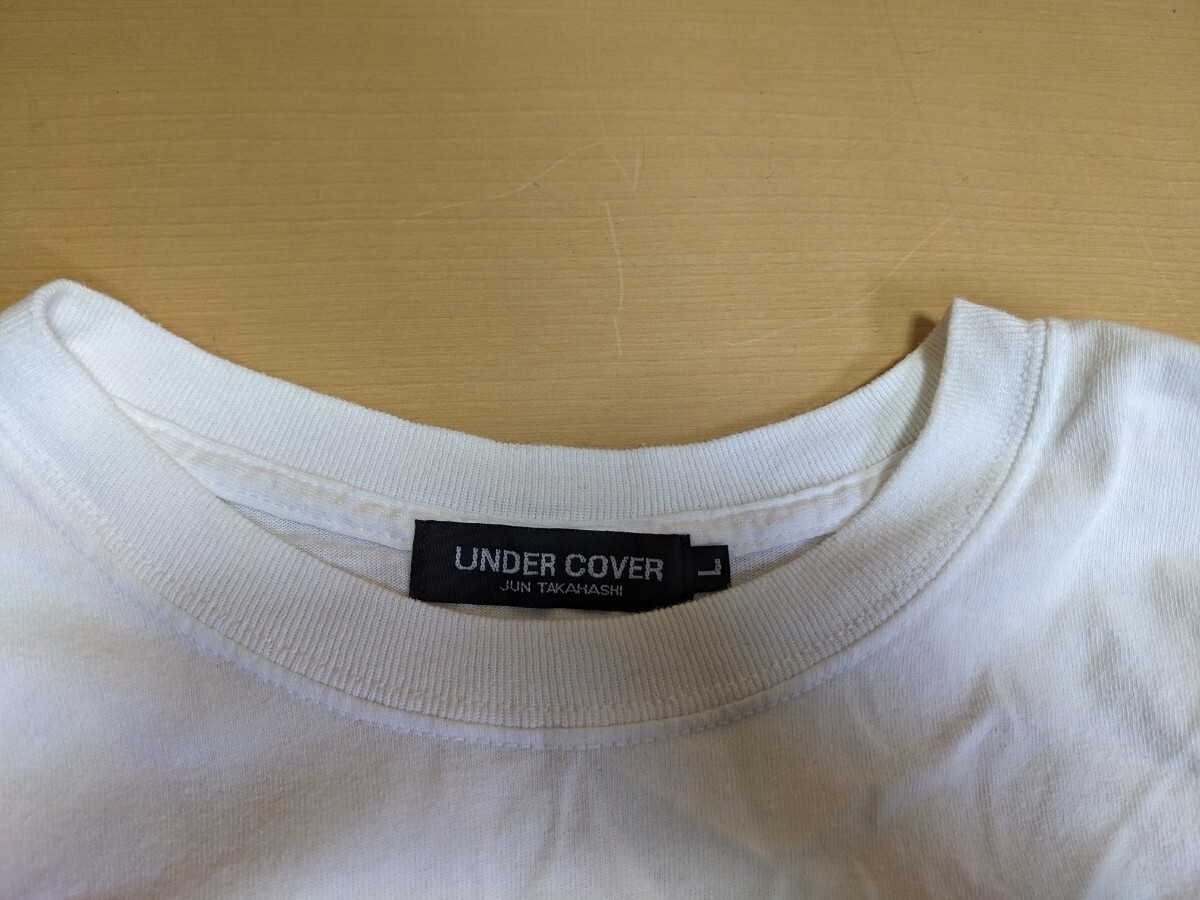 UNDER COVER
JUN TAKAHASHI
L